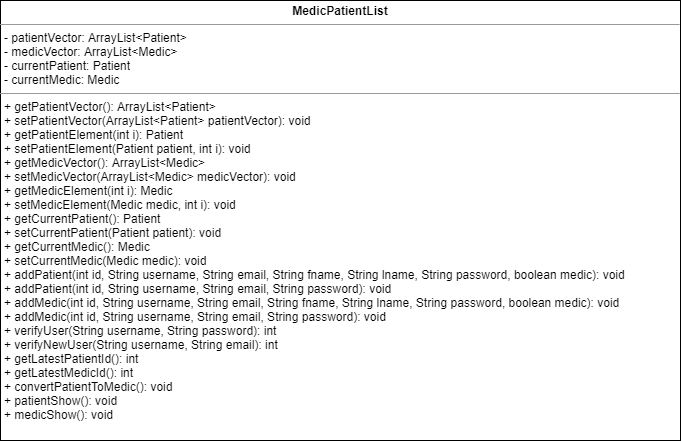 MedicPatientList
- patientVector: ArrayList<Patient>
- medicVector: ArrayList<Medic>
- currentPatient: Patient
- currentMedic: Medic
+ getPatientVector(): ArrayList<Patient>
+ setPatientVector(ArrayList<Patient> patientVector): void
+ getPatientElement(int i): Patient
+ setPatientElement(Patient patient, int i): void
+ getMedicVector(): ArrayList<Medic>
+ setMedicVector(ArrayList<Medic> medicVector): void
+ getMedicElement(int i): Medic
+ setMedicElement(Medic medic, int i): void
+ getCurrentPatient(): Patient
+ setCurrentPatient(Patient patient): void
+ getCurrentMedic(): Medic
+ setCurrentMedic(Medic medic): void
+ addPatient(int id, String username, String email, String fname, String lname, String password, boolean medic): void
+ addPatient(int id, String username, String email, String password): void
+ addMedic(int id, String username, String email, String fname, String Lname, String password, boolean medic): void
+ addMedic(int id, String username, String email, String password): void
+ verifyUser(String username, String password): int
+ verifyNewUser(String username, String email): int
+ getLatestPatientId(): int
+ getLatestMedicId(): int
+ convertPatientToMedic(): void
+ patientShow(): void
+ medicShow(): void